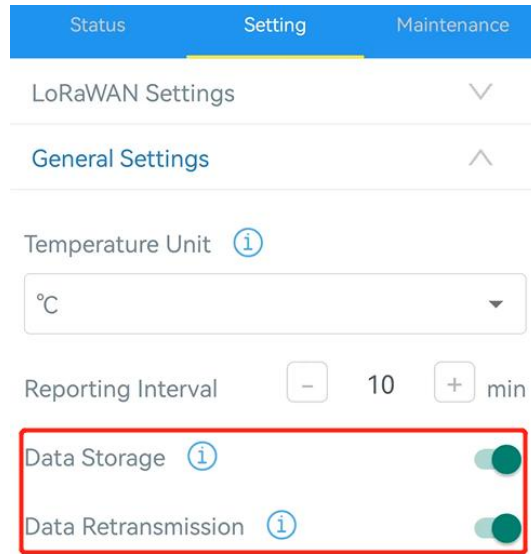 Status Setting Maintenance
LoRaWAN Settings
General Settings
Temperature Unit
℃
Reporting Interval - 10 + min
Data Storage
Data Retransmission